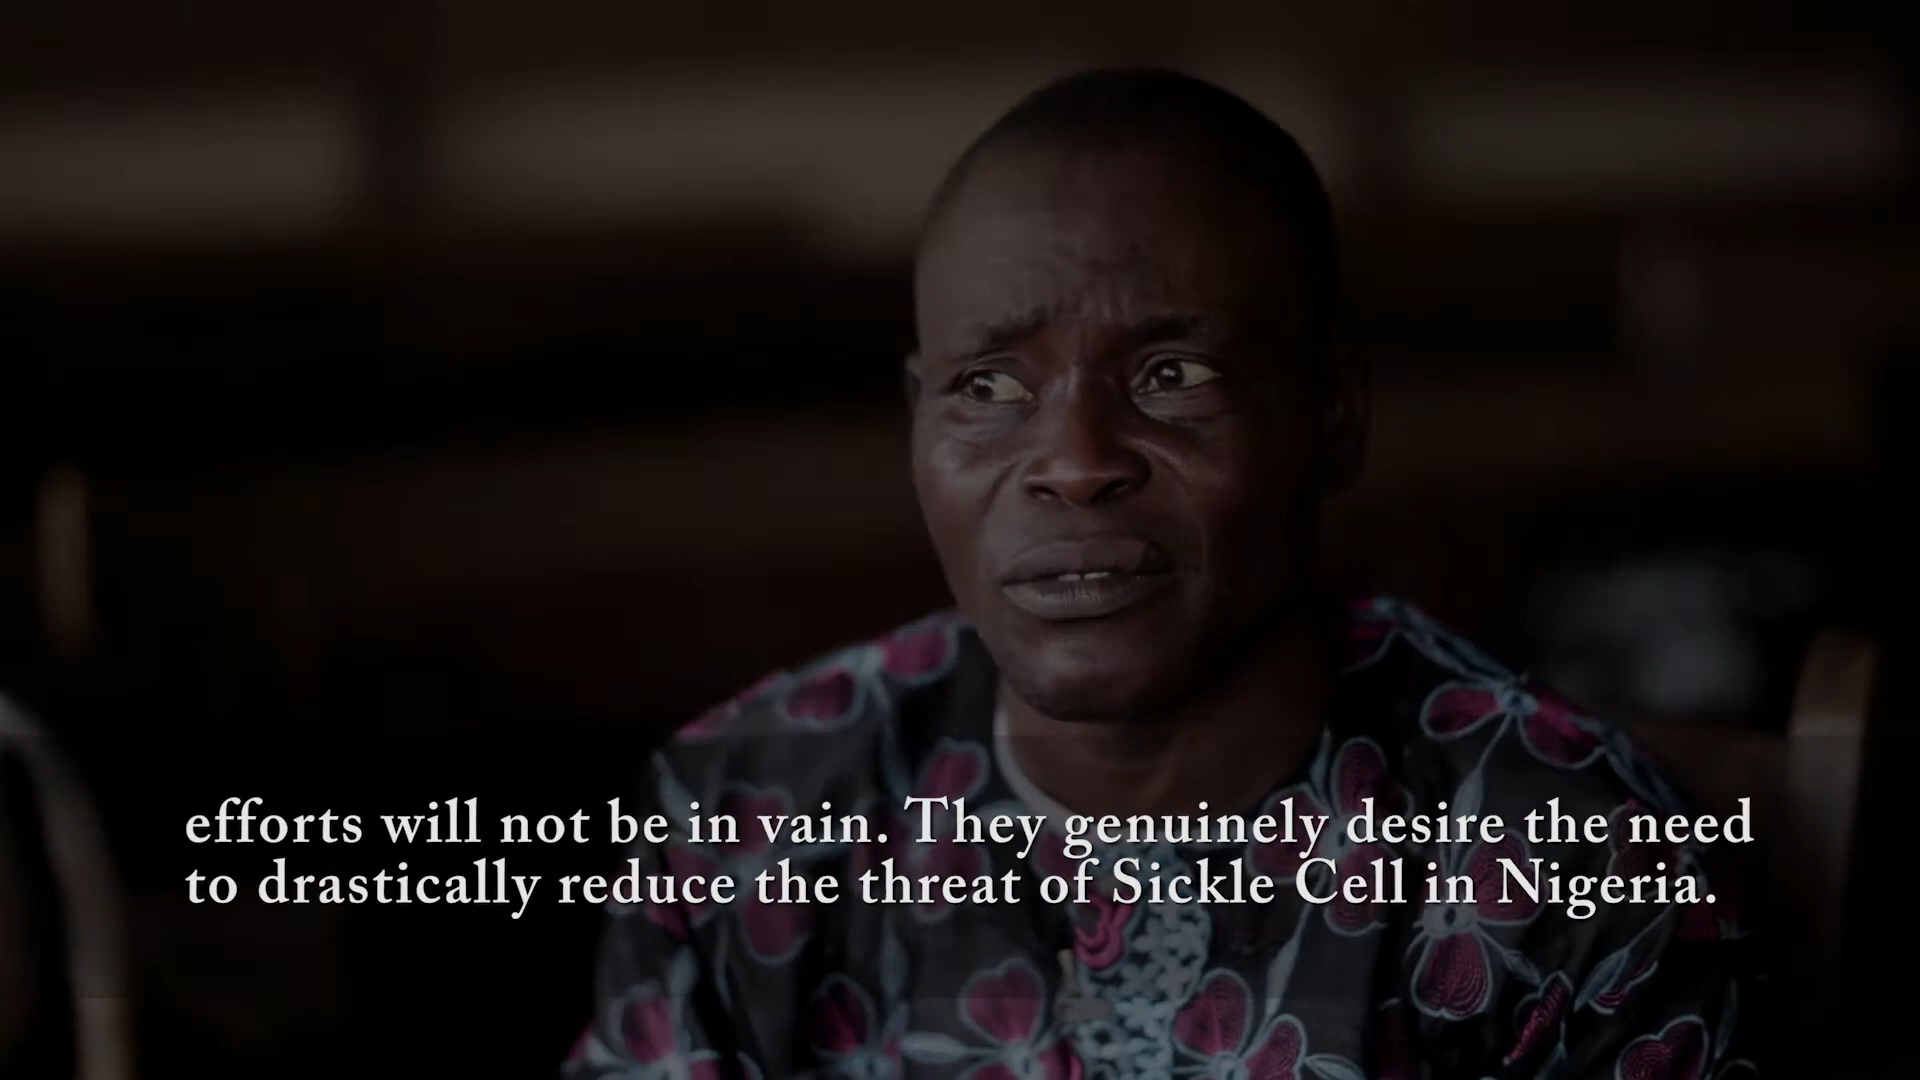 efforts will not be in vain. They genuinely desire the need
to drastically reduce the threat of Sickle Cell in Nigeria.